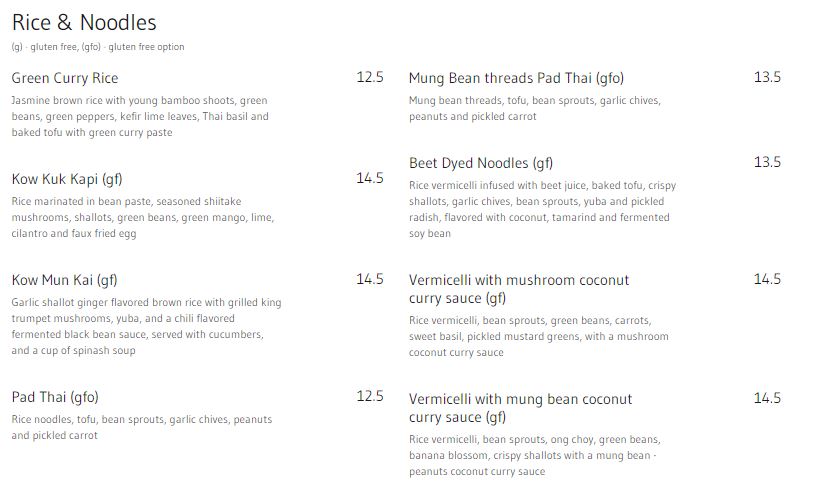 Rice & Noodles
(g) - gluten free, (gfo) - gluten free option
Green Curry Rice 12.5
Jasmine brown rice with young bamboo shoots, green
beans, green peppers, kefir lime leaves, Thai basil and
baked tofu with green curry paste
Kow Kuk Kapi (gf) 14.5
Rice marinated in bean paste, seasoned shiitake
mushrooms, shallots, green beans, green mango, lime,
cilantro and faux fried egg
Kow Mun Kai (gf) 14.5
Garlic shallot ginger flavored brown rice with grilled king
trumpet mushrooms, yuba, and a chili flavored
fermented black bean sauce, served with cucumbers,
and a cup of spinash soup
Pad Thai (gfo) 12.5
Rice noodles, tofu, bean sprouts, garlic chives, peanuts
and pickled carrot
Mung Bean threads Pad Thai (gfo) 13.5
Mung bean threads, tofu, bean sprouts, garlic chives,
peanuts and pickled carrot
Beet Dyed Noodles (gf) 13.5
Rice vermicelli infused with beet juice, baked tofu, crispy
shallots, garlic chives, bean sprouts, yuba and pickled
radish, flavored with coconut, tamarind and fermented
soy bean
Vermicelli with mushroom coconut 14.5
curry sauce (gf)
Rice vermicelli, bean sprouts, green beans, carrots,
sweet basil, pickled mustard greens, with a mushroom
coconut curry sauce
Vermicelli with mung bean coconut 14.5
curry sauce (gf)
Rice vermicelli, bean sprouts, ong choy, green beans,
banana blossom, crispy shallots with a mung bean -
peanuts coconut curry sauce